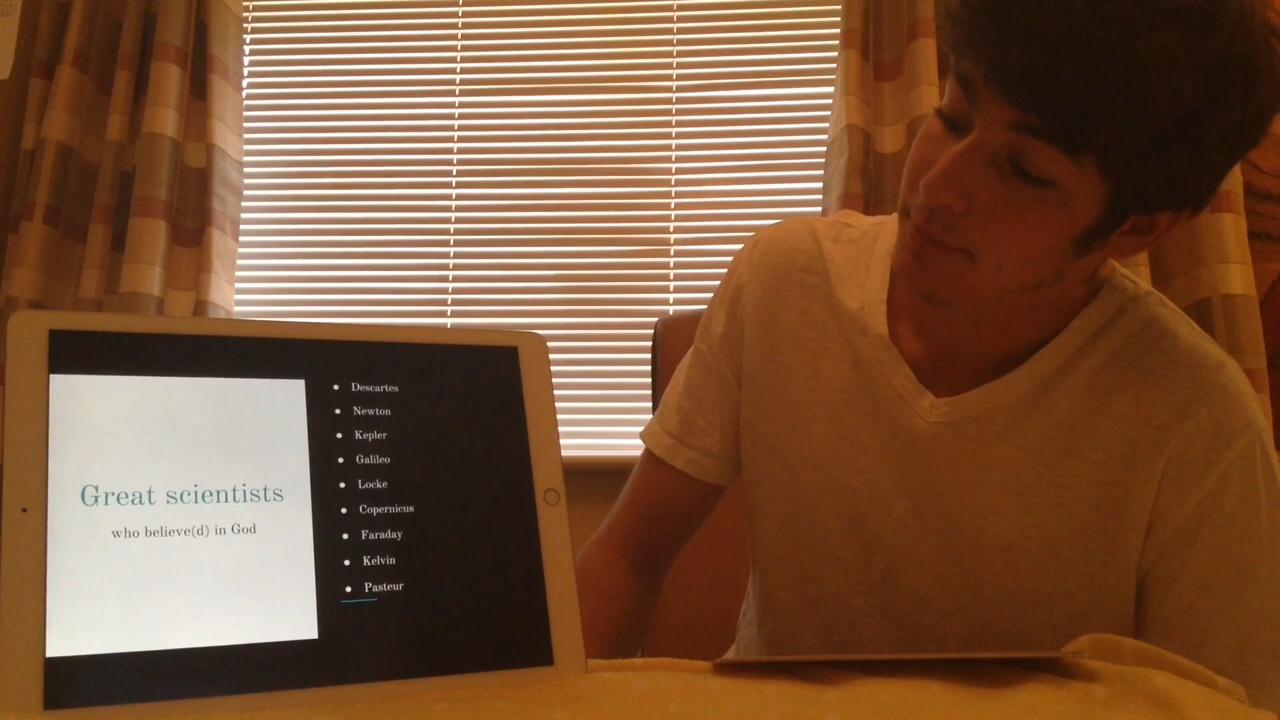 Great scientists
who believe(d) in God
• Descartes
• Newton
• Kepler
• Galileo
• Locke
• Copernicus
• Faraday
• Kelvin
• Pasteur